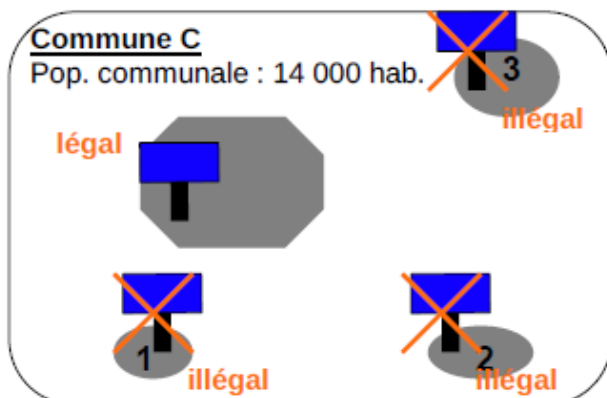 Commune C
Pop. communale : 14 000 hab.
3
illégal
légal
1
illégal
2
illégal